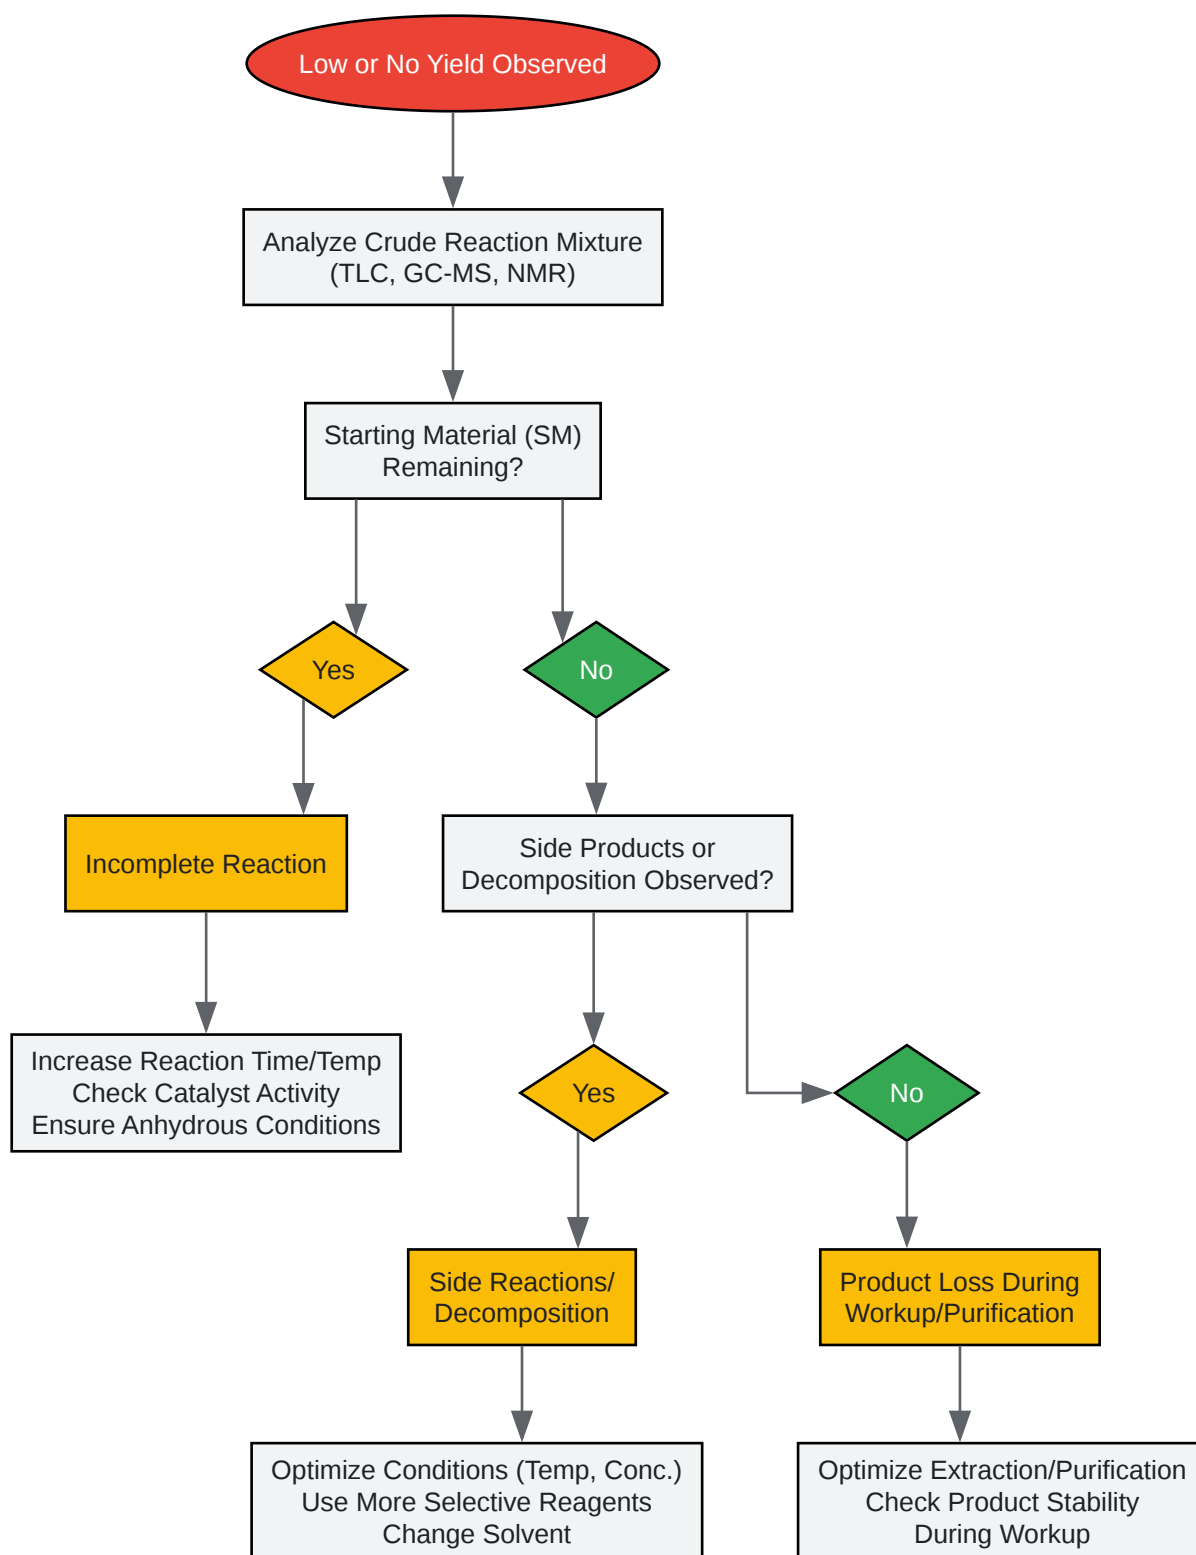 Low or No Yield Observed
Analyze Crude Reaction Mixture
(TLC, GC-MS, NMR)
Starting Material (SM)
Remaining?
Yes
No
Incomplete Reaction
Side Products or
Decomposition Observed?
Increase Reaction Time/Temp
Check Catalyst Activity
Ensure Anhydrous Conditions
Yes
No
Side Reactions/
Decomposition
Product Loss During
Workup/Purification
Optimize Conditions (Temp, Conc.)
Use More Selective Reagents
Change Solvent
Optimize Extraction/Purification
Check Product Stability
During Workup